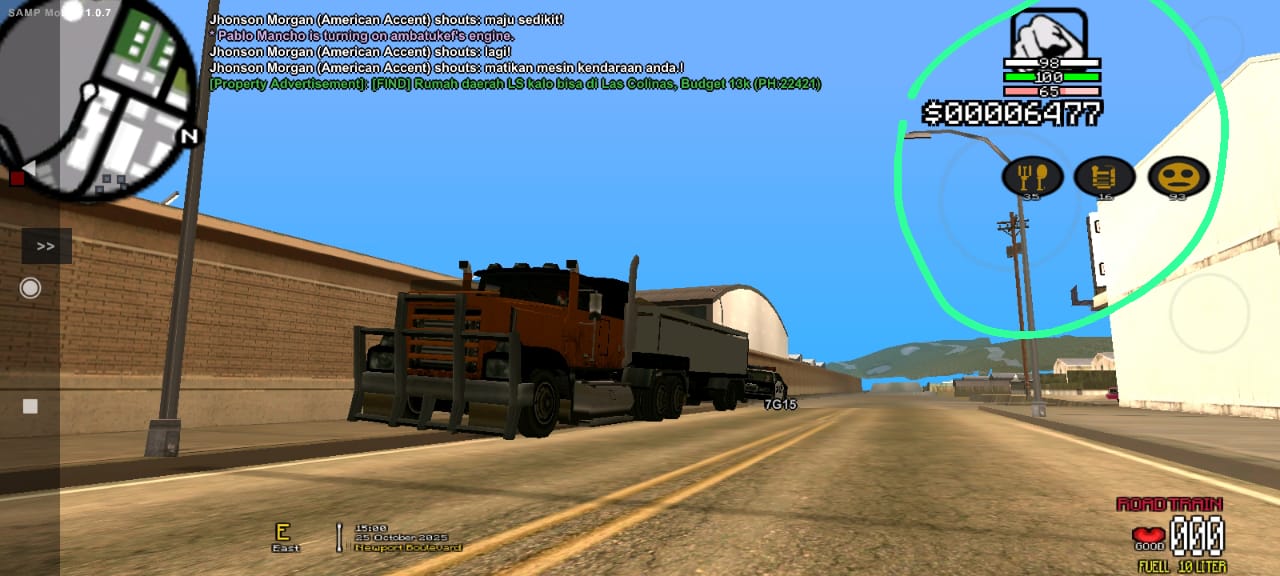 SAMP Mo 1.0.7
Jhonson Morgan (American Accent) shouts: maju sedikit!
* Pablo Mancho is turning on ambatukef's engine.
Jhonson Morgan (American Accent) shouts: lagi!
Jhonson Morgan (American Accent) shouts: matikan mesin kendaraan anda.!
[Property Advertisement]: [FIND] Rumah daerah LS kalo bisa di Las Colinas, Budget 13k (PH:22421)
98
100
65
$00006477
N
35
16
93
>>
7G15
E
East
15:00
25 October 2025
Newport Boulevard
ROADTRAIN
GOOD
000
FUELL 10 LITER